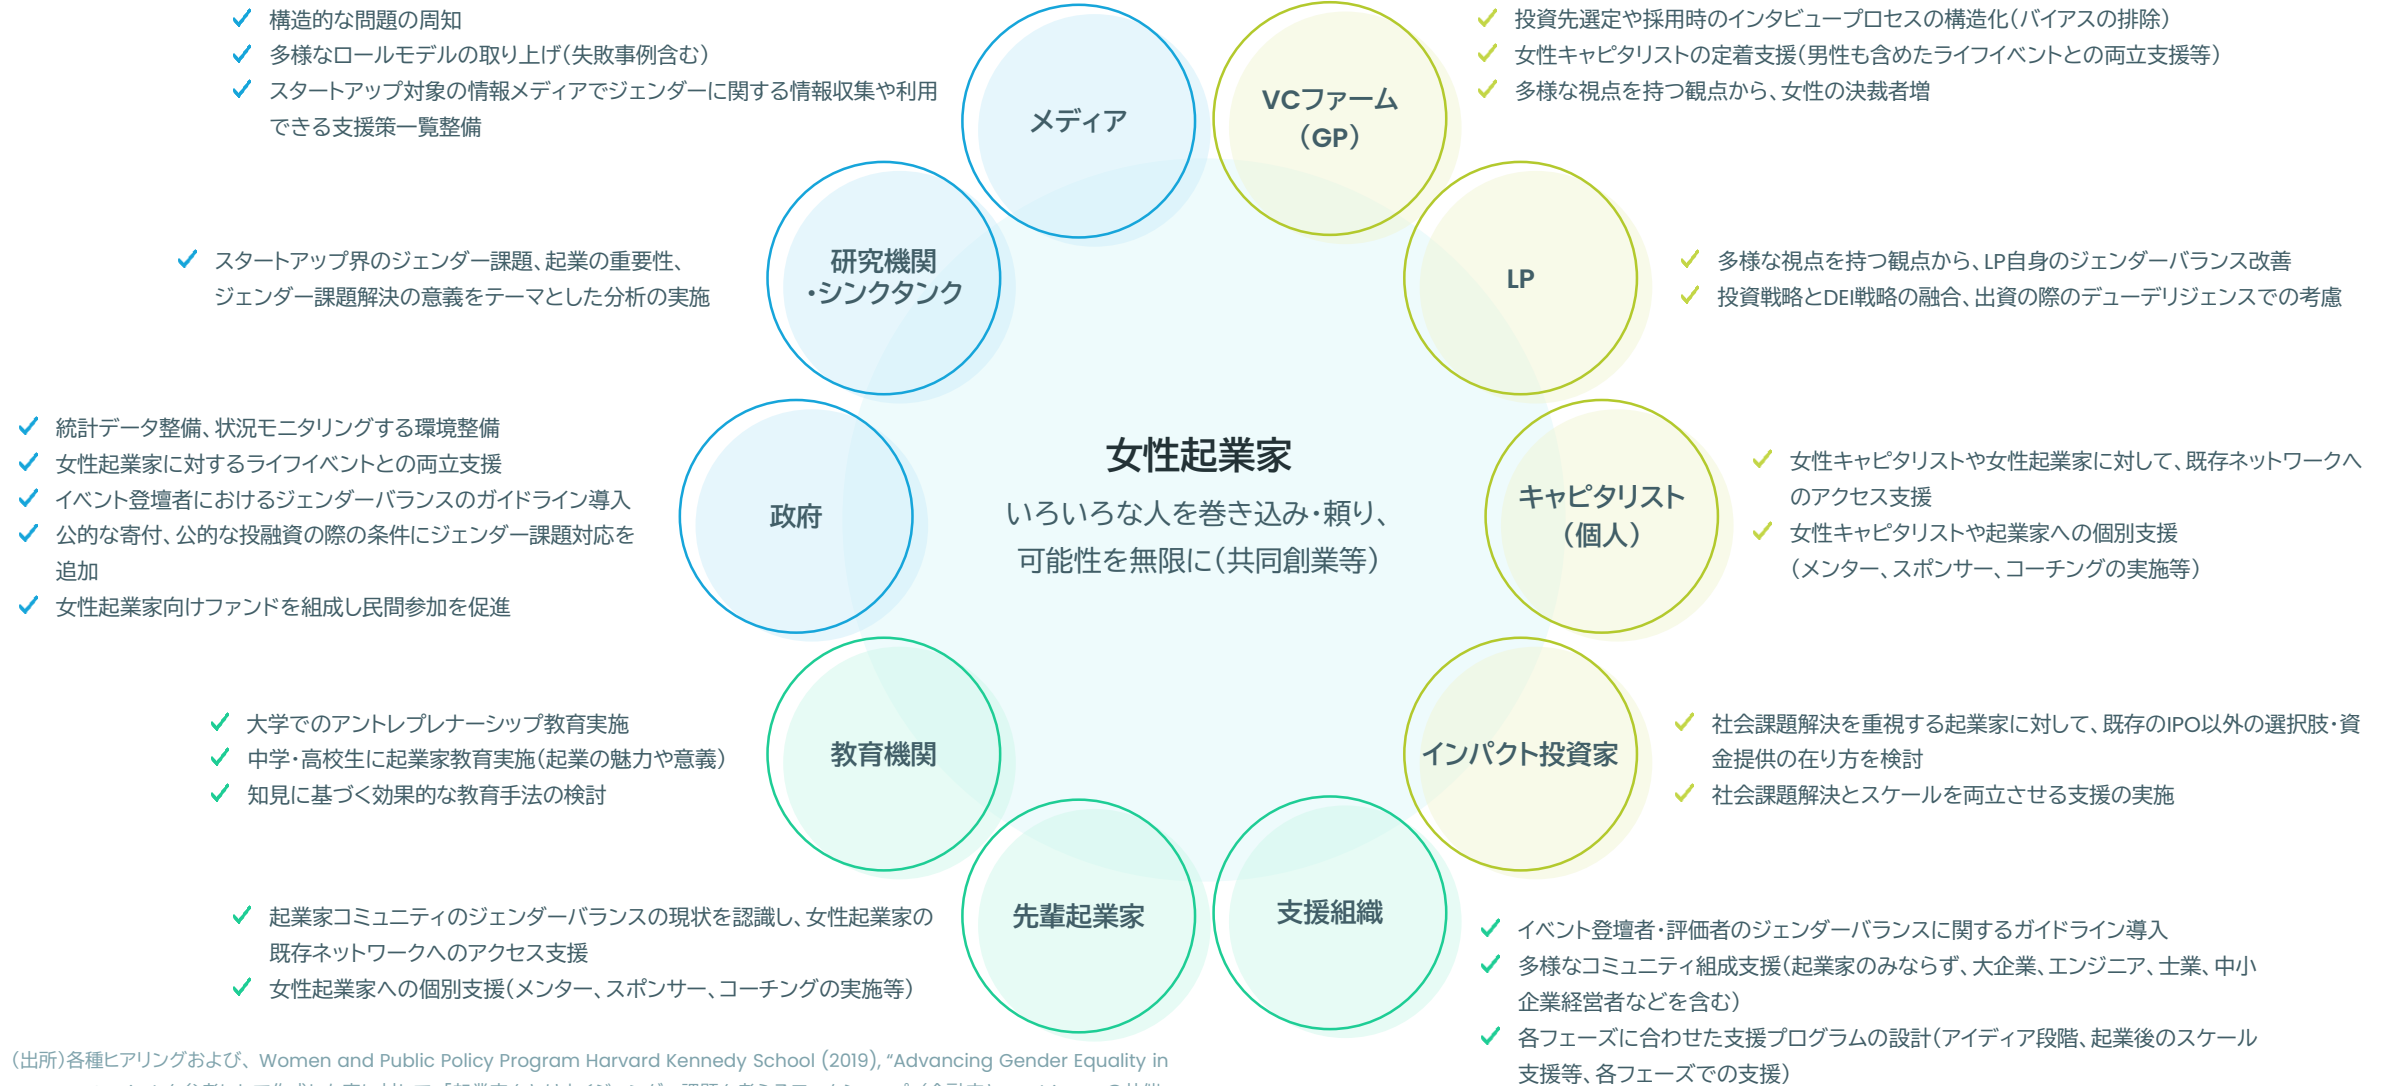 構造的な問題の周知
多様なロールモデルの取り上げ(失敗事例含む)
スタートアップ対象の情報メディアでジェンダーに関する情報収集や利用
できる支援策一覧整備
メディア
VCファーム
(GP)
投資先選定や採用時のインタビュープロセスの構造化(バイアスの排除)
女性キャピタリストの定着支援(男性も含めたライフイベントとの両立支援等)
多様な視点を持つ観点から、女性の決裁者増
スタートアップ界のジェンダー課題、起業の重要性、
ジェンダー課題解決の意義をテーマとした分析の実施
研究機関
・シンクタンク
LP
多様な視点を持つ観点から、LP自身のジェンダーバランス改善
投資戦略とDEI戦略の融合、出資の際のデューデリジェンスでの考慮
統計データ整備、状況モニタリングする環境整備
女性起業家に対するライフイベントとの両立支援
イベント登壇者におけるジェンダーバランスのガイドライン導入
公的な寄付、公的な投融資の際の条件にジェンダー課題対応を
追加
女性起業家向けファンドを組成し民間参加を促進
政府
女性起業家
いろいろな人を巻き込み・頼り、
可能性を無限に(共同創業等)
キャピタリスト
(個人)
女性キャピタリストや女性起業家に対して、既存ネットワークへ
のアクセス支援
女性キャピタリストや起業家への個別支援
(メンター、スポンサー、コーチングの実施等)
大学でのアントレプレナーシップ教育実施
中学・高校生に起業家教育実施(起業の魅力や意義)
知見に基づく効果的な教育手法の検討
教育機関
インパクト投資家
社会課題解決を重視する起業家に対して、既存のIPO以外の選択肢・資
金提供の在り方を検討
社会課題解決とスケールを両立させる支援の実施
起業家コミュニティのジェンダーバランスの現状を認識し、女性起業家の
既存ネットワークへのアクセス支援
女性起業家への個別支援(メンター、スポンサー、コーチングの実施等)
先輩起業家
支援組織
イベント登壇者・評価者のジェンダーバランスに関するガイドライン導入
多様なコミュニティ組成支援(起業家のみならず、大企業、エンジニア、士業、中小
企業経営者などを含む)
各フェーズに合わせた支援プログラムの設計(アイディア段階、起業後のスケール
支援等、各フェーズでの支援)
(出所)各種ヒアリングおよび、Women and Public Policy Program Harvard Kennedy School (2019), “Advancing Gender Equality in